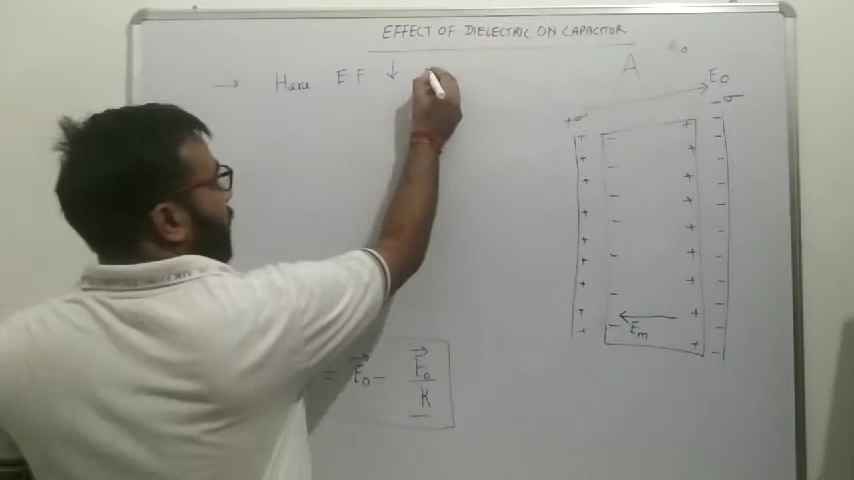 EFFECT OF DIELECTRIC ON CAPACITOR
A
E₀
→ Here E F ↓
+σ
-σ
Eₘ
= E₀ - E₀/K